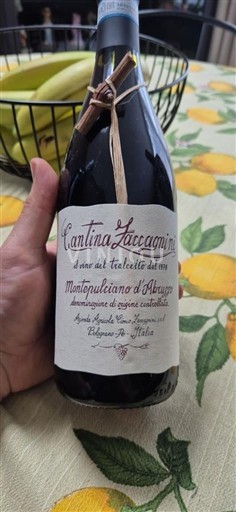 Cantina Zaccagnini
il vino del tralcetto dal 1978
Montepulciano d'Abruzzo
denominazione di origine controllata
Azienda Agricola Ciccio Zaccagnini s.r.l.
Bolognano - Pe - Italia